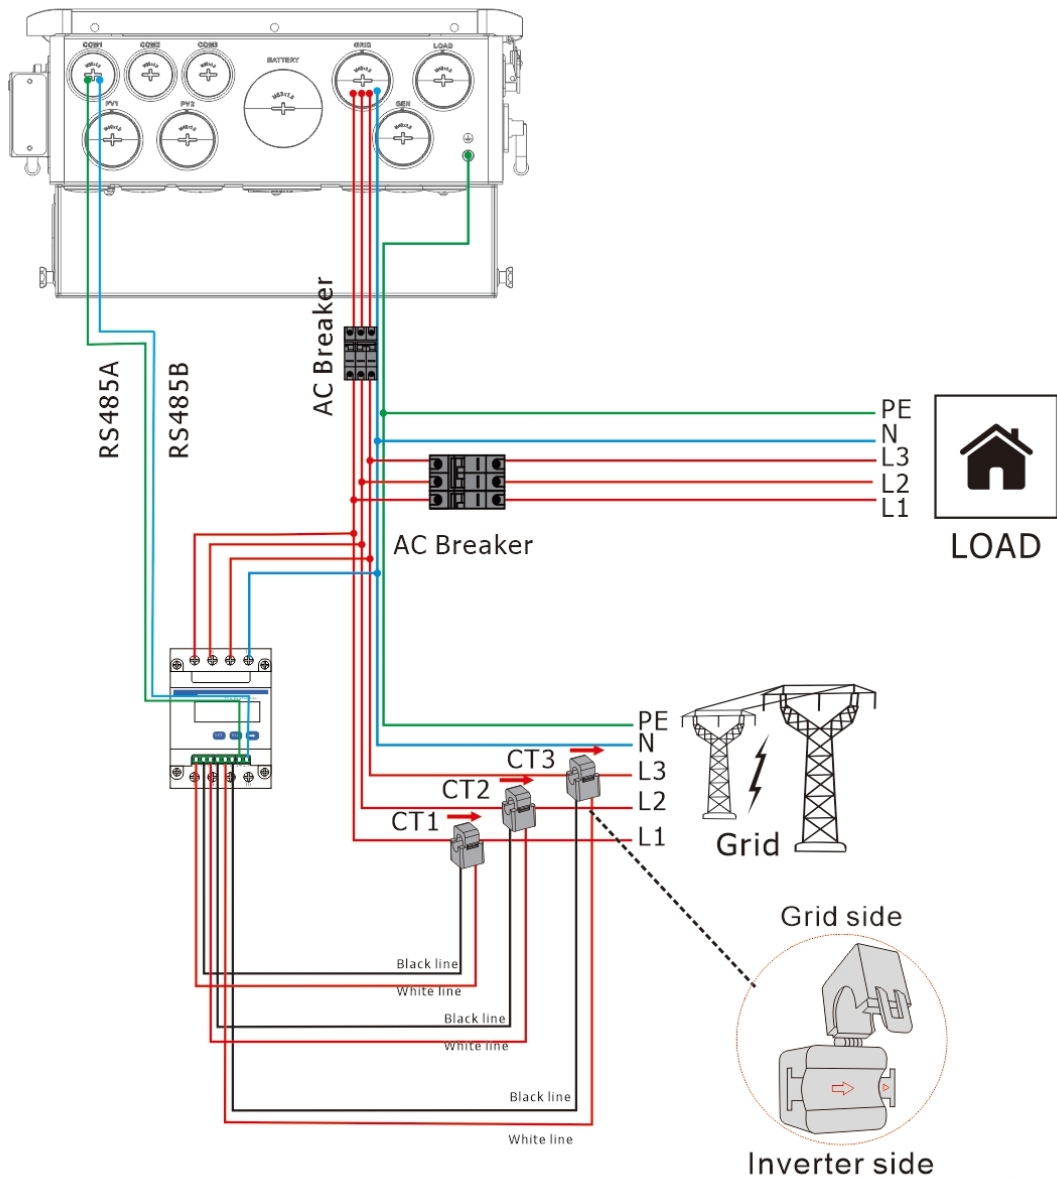 COM1 COM2 COM3 GRID LOAD
BATTERY
PV1 PV2 GEN
M63x1.5
AC Breaker
RS485A
RS485B
PE
N
L3
L2
L1
LOAD
AC Breaker
PE
N
CT3
L3
CT2
L2
CT1
L1
Grid
Grid side
Black line
White line
Black line
White line
Black line
White line
Inverter side